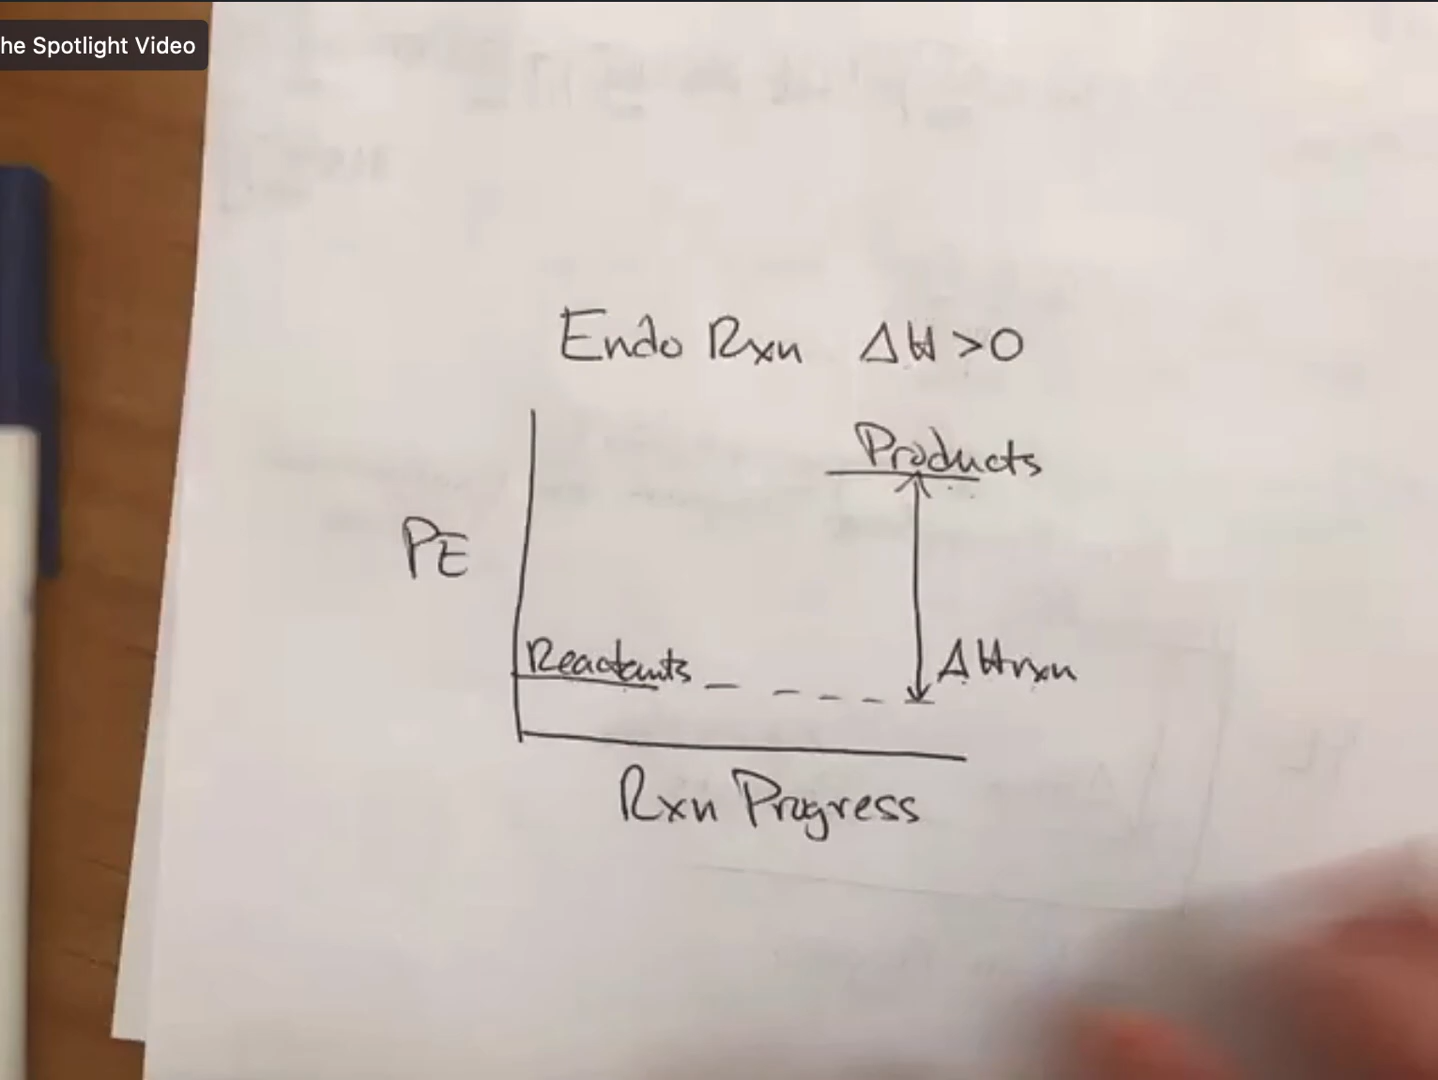 he Spotlight Video
Endo Rxn ΔH >0
Products
PE
Reactants
ΔHrxn
Rxn Progress